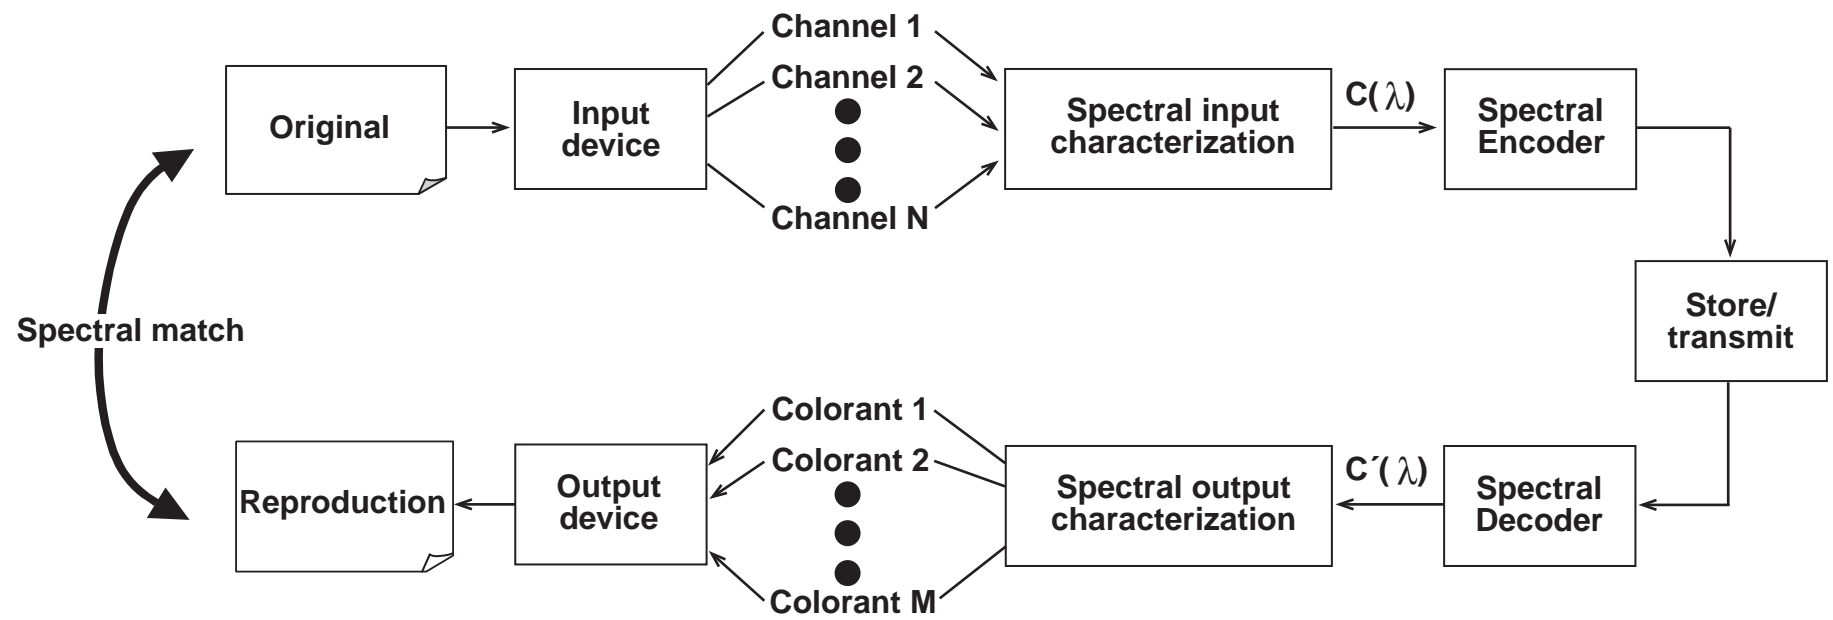 Original
Input
device
Channel 1
Channel 2
Channel N
Spectral input
characterization
C( λ)
Spectral
Encoder
Store/
transmit
Spectral match
Spectral
Decoder
C´( λ)
Spectral output
characterization
Colorant 1
Colorant 2
Colorant M
Output
device
Reproduction